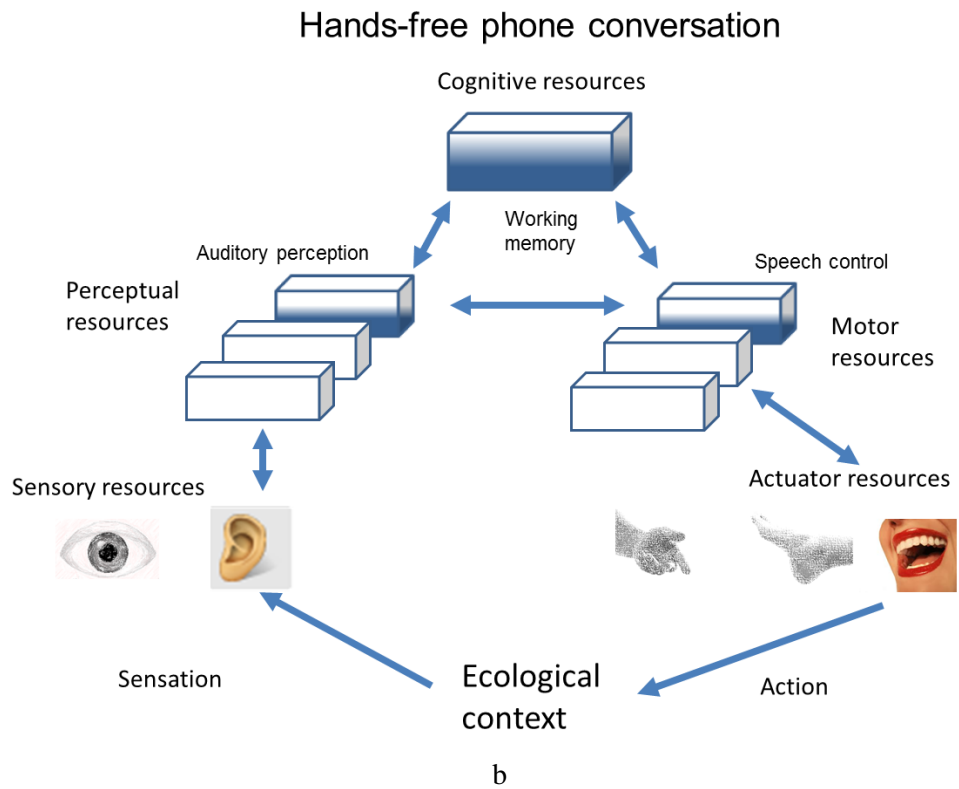 Hands-free phone conversation
Cognitive resources
Working
memory
Auditory perception
Speech control
Perceptual
resources
Motor
resources
Sensory resources
Actuator resources
Sensation
Ecological
context
Action
b